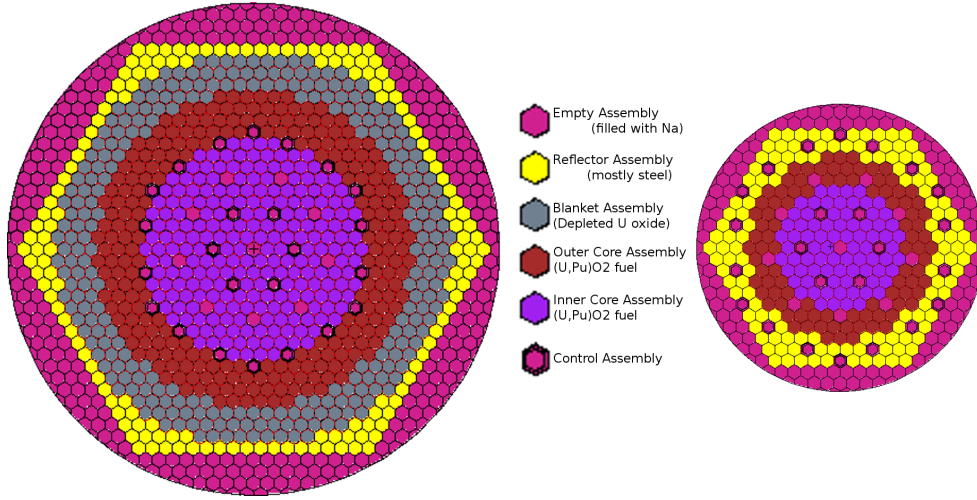 Empty Assembly
(filled with Na)
Reflector Assembly
(mostly steel)
Blanket Assembly
(Depleted U oxide)
Outer Core Assembly
(U,Pu)O2 fuel
Inner Core Assembly
(U,Pu)O2 fuel
Control Assembly